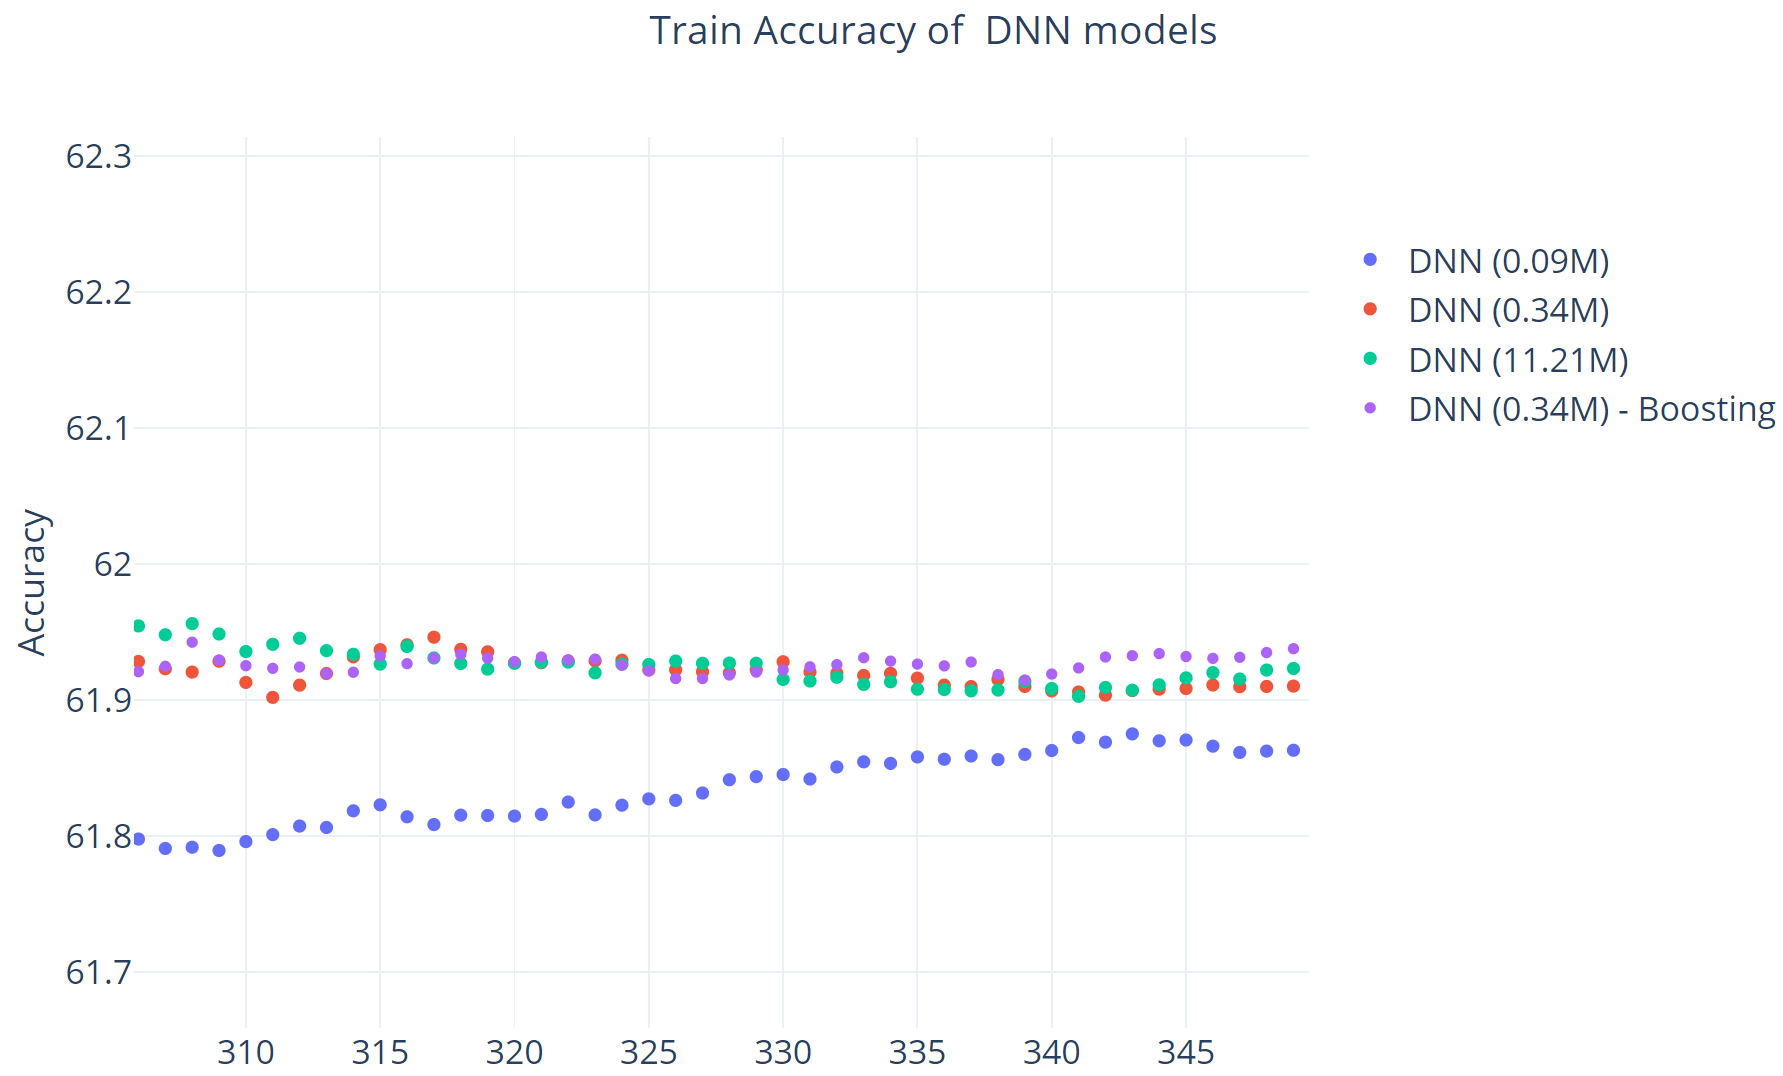 Train Accuracy of  DNN models
62.3
62.2
62.1
62
61.9
61.8
61.7
Accuracy
310 315 320 325 330 335 340 345
DNN (0.09M)
DNN (0.34M)
DNN (11.21M)
DNN (0.34M) - Boosting